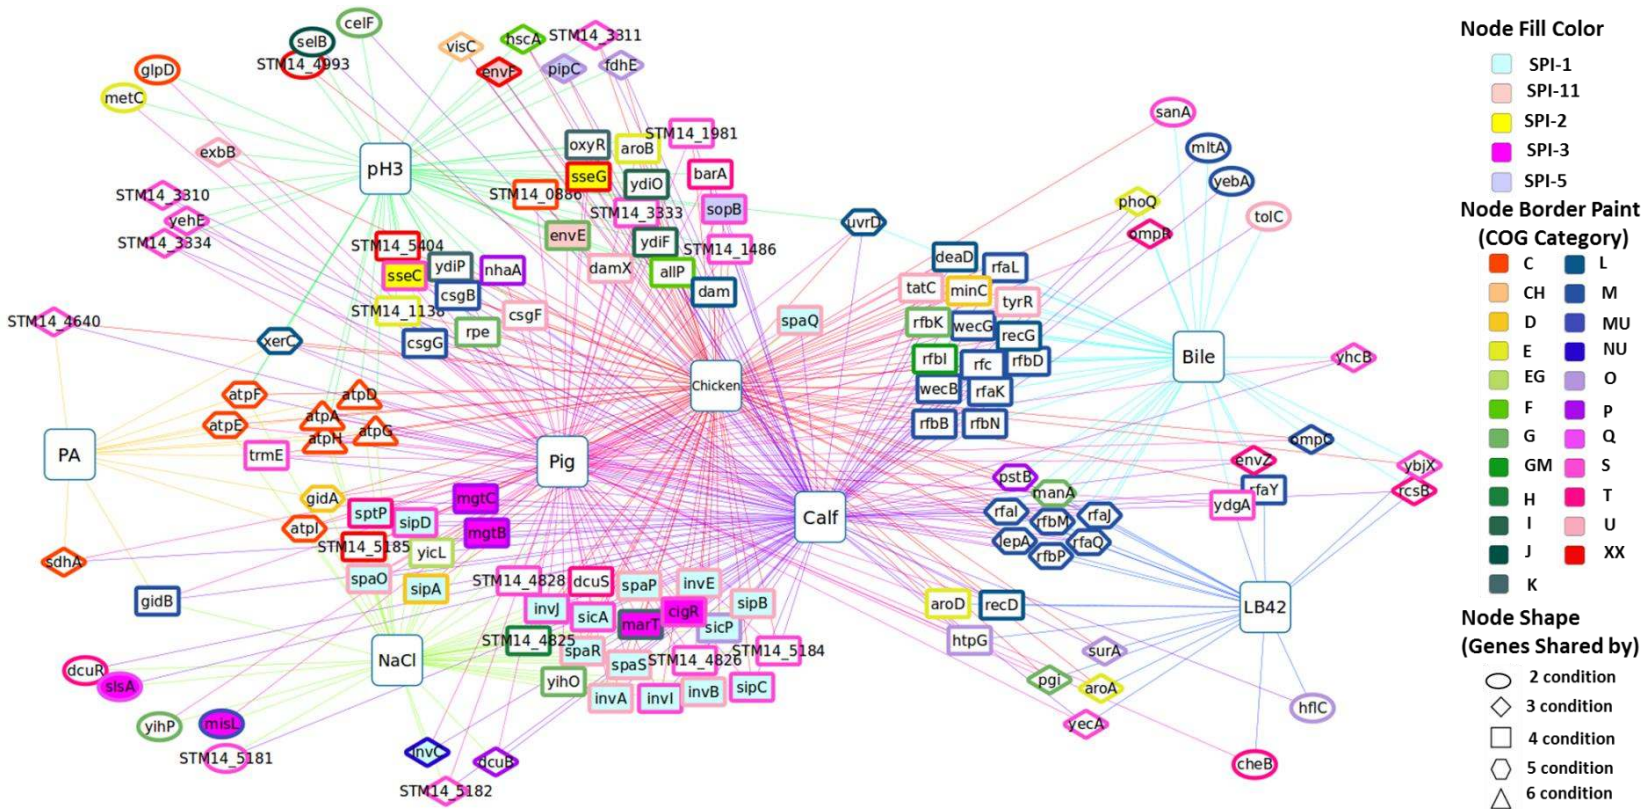 celF
selB
STM14_4993
visC
hscA
STM14_3311
envF
pipC
fdhE
glpD
metC
exbB
pH3
oxyR
aroB
STM14_1981
sseG
ydiO
barA
STM14_0886
STM14_3333
sopB
envE
ydiF
STM14_1486
damX
allP
dam
STM14_3310
yehE
STM14_3334
STM14_5404
sseC
ydiP
nhaA
csgB
STM14_1138
csgF
rpe
csgG
STM14_4640
xerC
uvrD
spaQ
sanA
mltA
yebA
phoQ
tolC
ompR
deaD
rfaL
tatC
minC
tyrR
rfbK
wecG
recG
rfbI
rfc
rfbD
wecB
rfaK
rfbB
rfbN
Bile
yhcB
Chicken
atpF
atpD
atpA
atpE
atpH
atpG
PA
trmE
Pig
gidA
atpI
sptP
sipD
mgtC
mgtB
STM14_5185
yicL
spaO
sipA
sdhA
gidB
Calf
pstB
manA
rfaI
rfbM
rfaJ
lepA
rfbP
rfaQ
ompC
envZ
ybjX
rfaY
rcsB
ydgA
LB42
aroD
recD
htpG
surA
pgi
aroA
yecA
hflC
cheB
STM14_4828
dcuS
spaP
invE
invJ
sicA
cigR
sipB
marT
sicP
STM14_4825
spaR
spaS
STM14_4826
STM14_5184
yihO
invA
invI
invB
sipC
NaCl
dcuR
slsA
yihP
misL
STM14_5181
invC
dcuB
STM14_5182
Node Fill Color
SPI-1
SPI-11
SPI-2
SPI-3
SPI-5
Node Border Paint
(COG Category)
C L
CH M
D MU
E NU
EG O
F P
G Q
GM S
H T
I U
J XX
K
Node Shape
(Genes Shared by)
2 condition
3 condition
4 condition
5 condition
6 condition